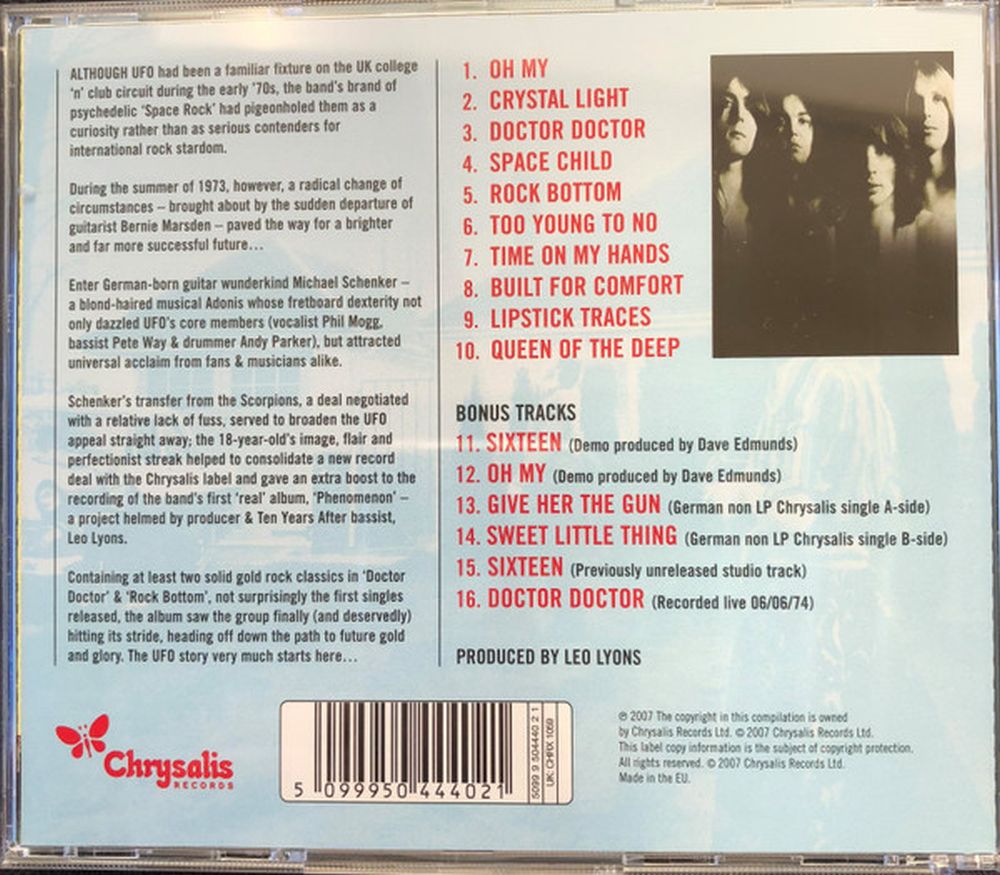 ALTHOUGH UFO had been a familiar fixture on the UK college
'n' club circuit during the early '70s, the band's brand of
psychedelic 'Space Rock' had pigeonholed them as a
curiosity rather than as serious contenders for
international rock stardom.
During the summer of 1973, however, a radical change of
circumstances – brought about by the sudden departure of
guitarist Bernie Marsden – paved the way for a brighter
and far more successful future...
Enter German-born guitar wunderkind Michael Schenker –
a blond-haired musical Adonis whose fretboard dexterity not
only dazzled UFO's core members (vocalist Phil Mogg,
bassist Pete Way & drummer Andy Parker), but attracted
universal acclaim from fans & musicians alike.
Schenker's transfer from the Scorpions, a deal negotiated
with a relative lack of fuss, served to broaden the UFO
appeal straight away; the 18-year-old's image, flair and
perfectionist streak helped to consolidate a new record
deal with the Chrysalis label and gave an extra boost to the
recording of the band's first 'real' album, 'Phenomenon' –
a project helmed by producer & Ten Years After bassist,
Leo Lyons.
Containing at least two solid gold rock classics in 'Doctor
Doctor' & 'Rock Bottom', not surprisingly the first singles
released, the album saw the group finally (and deservedly)
hitting its stride, heading off down the path to future gold
and glory. The UFO story very much starts here...
1. OH MY
2. CRYSTAL LIGHT
3. DOCTOR DOCTOR
4. SPACE CHILD
5. ROCK BOTTOM
6. TOO YOUNG TO NO
7. TIME ON MY HANDS
8. BUILT FOR COMFORT
9. LIPSTICK TRACES
10. QUEEN OF THE DEEP
BONUS TRACKS
11. SIXTEEN (Demo produced by Dave Edmunds)
12. OH MY (Demo produced by Dave Edmunds)
13. GIVE HER THE GUN (German non LP Chrysalis single A-side)
14. SWEET LITTLE THING (German non LP Chrysalis single B-side)
15. SIXTEEN (Previously unreleased studio track)
16. DOCTOR DOCTOR (Recorded live 06/06/74)
PRODUCED BY LEO LYONS
Chrysalis
RECORDS
5 099950 444021
5099 9 504440 2 1
UK: CHRX 1059
℗ 2007 The copyright in this compilation is owned
by Chrysalis Records Ltd. © 2007 Chrysalis Records Ltd.
This label copy information is the subject of copyright protection.
All rights reserved. © 2007 Chrysalis Records Ltd.
Made in the EU.